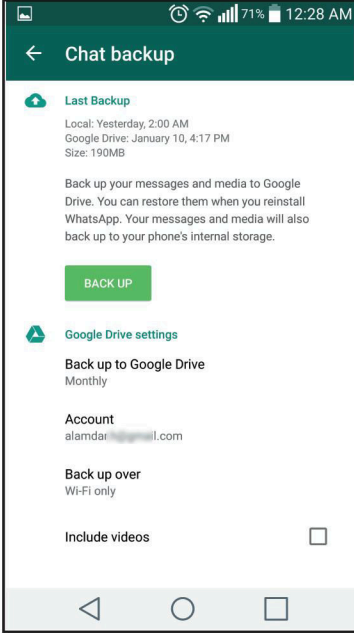 71% 12:28 AM
Chat backup
Last Backup
Local: Yesterday, 2:00 AM
Google Drive: January 10, 4:17 PM
Size: 190MB
Back up your messages and media to Google
Drive. You can restore them when you reinstall
WhatsApp. Your messages and media will also
back up to your phone's internal storage.
BACK UP
Google Drive settings
Back up to Google Drive
Monthly
Account
alamdar l.com
Back up over
Wi-Fi only
Include videos